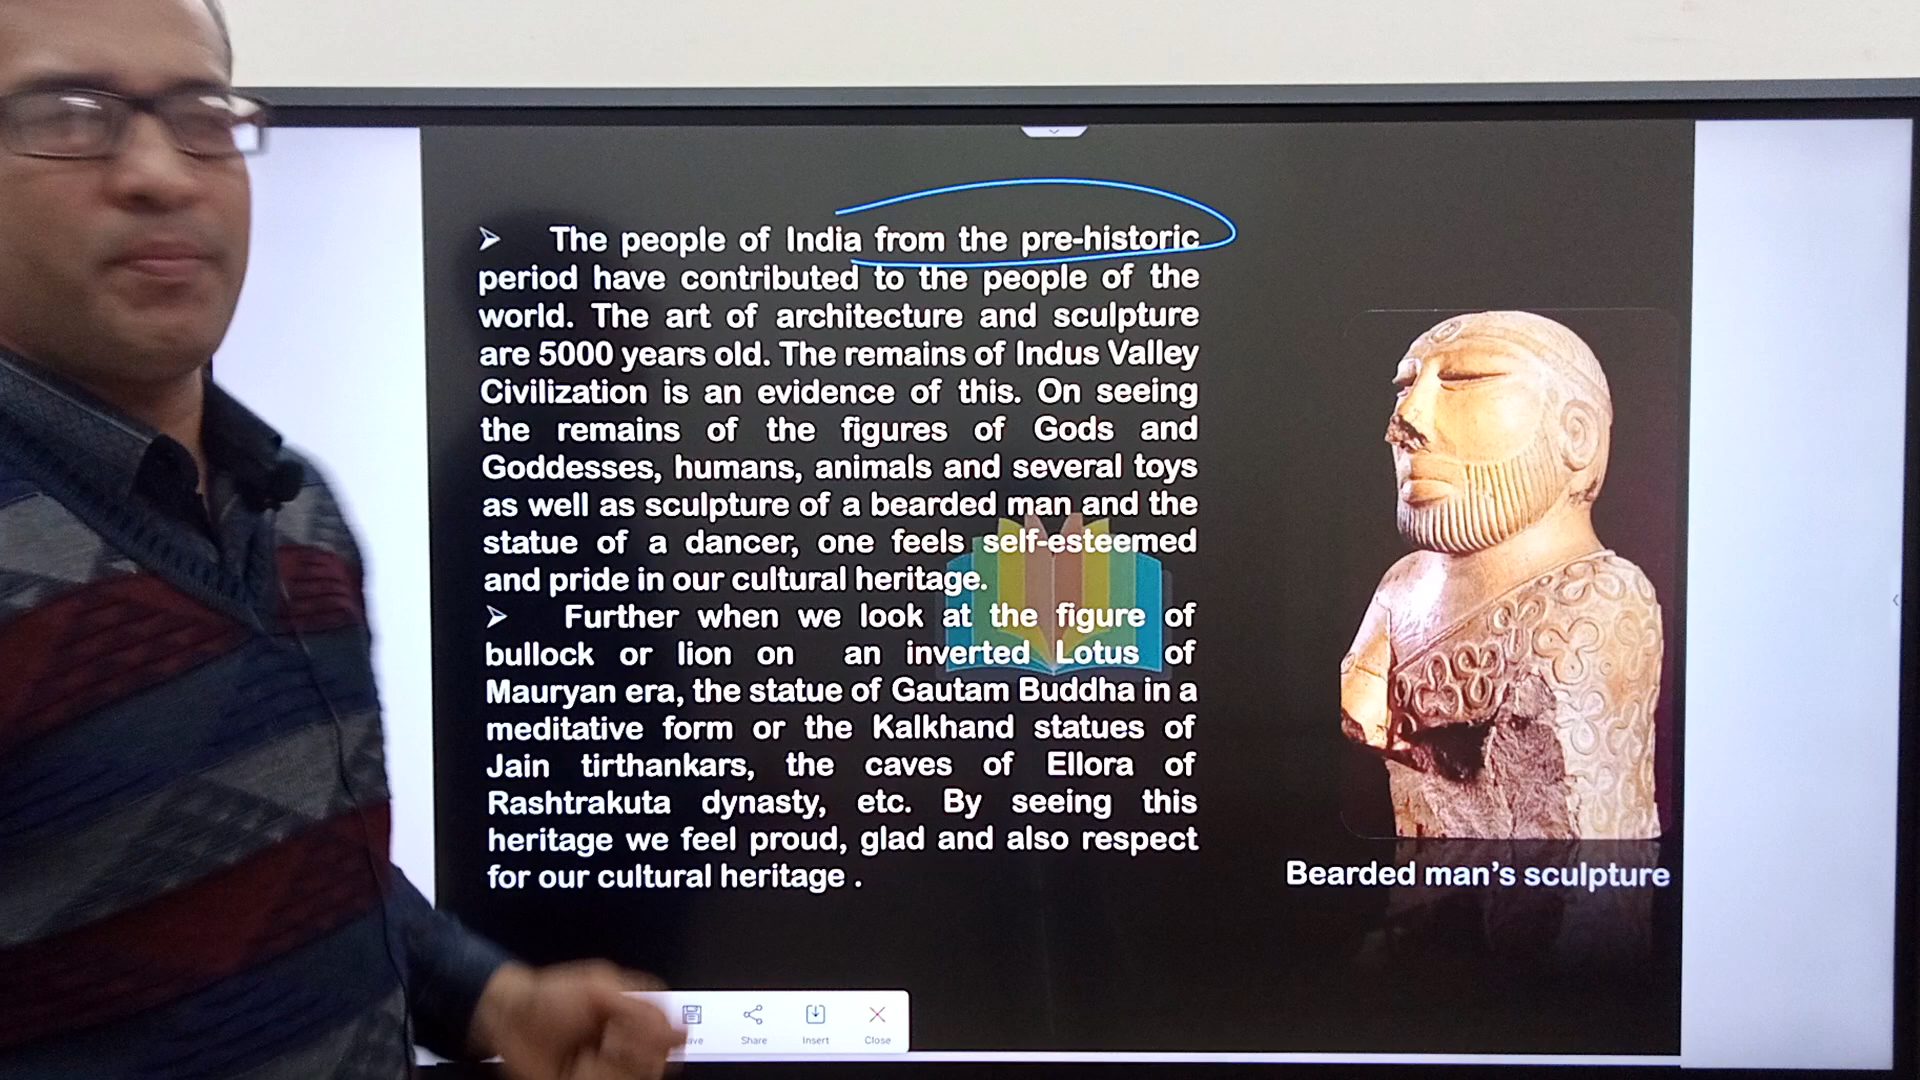 ➢ The people of India from the pre-historic
period have contributed to the people of the
world. The art of architecture and sculpture
are 5000 years old. The remains of Indus Valley
Civilization is an evidence of this. On seeing
the remains of the figures of Gods and
Goddesses, humans, animals and several toys
as well as sculpture of a bearded man and the
statue of a dancer, one feels self-esteemed
and pride in our cultural heritage.
➢ Further when we look at the figure of
bullock or lion on an inverted Lotus of
Mauryan era, the statue of Gautam Buddha in a
meditative form or the Kalkhand statues of
Jain tirthankars, the caves of Ellora of
Rashtrakuta dynasty, etc. By seeing this
heritage we feel proud, glad and also respect
for our cultural heritage .
Bearded man's sculpture
ave Share Insert Close